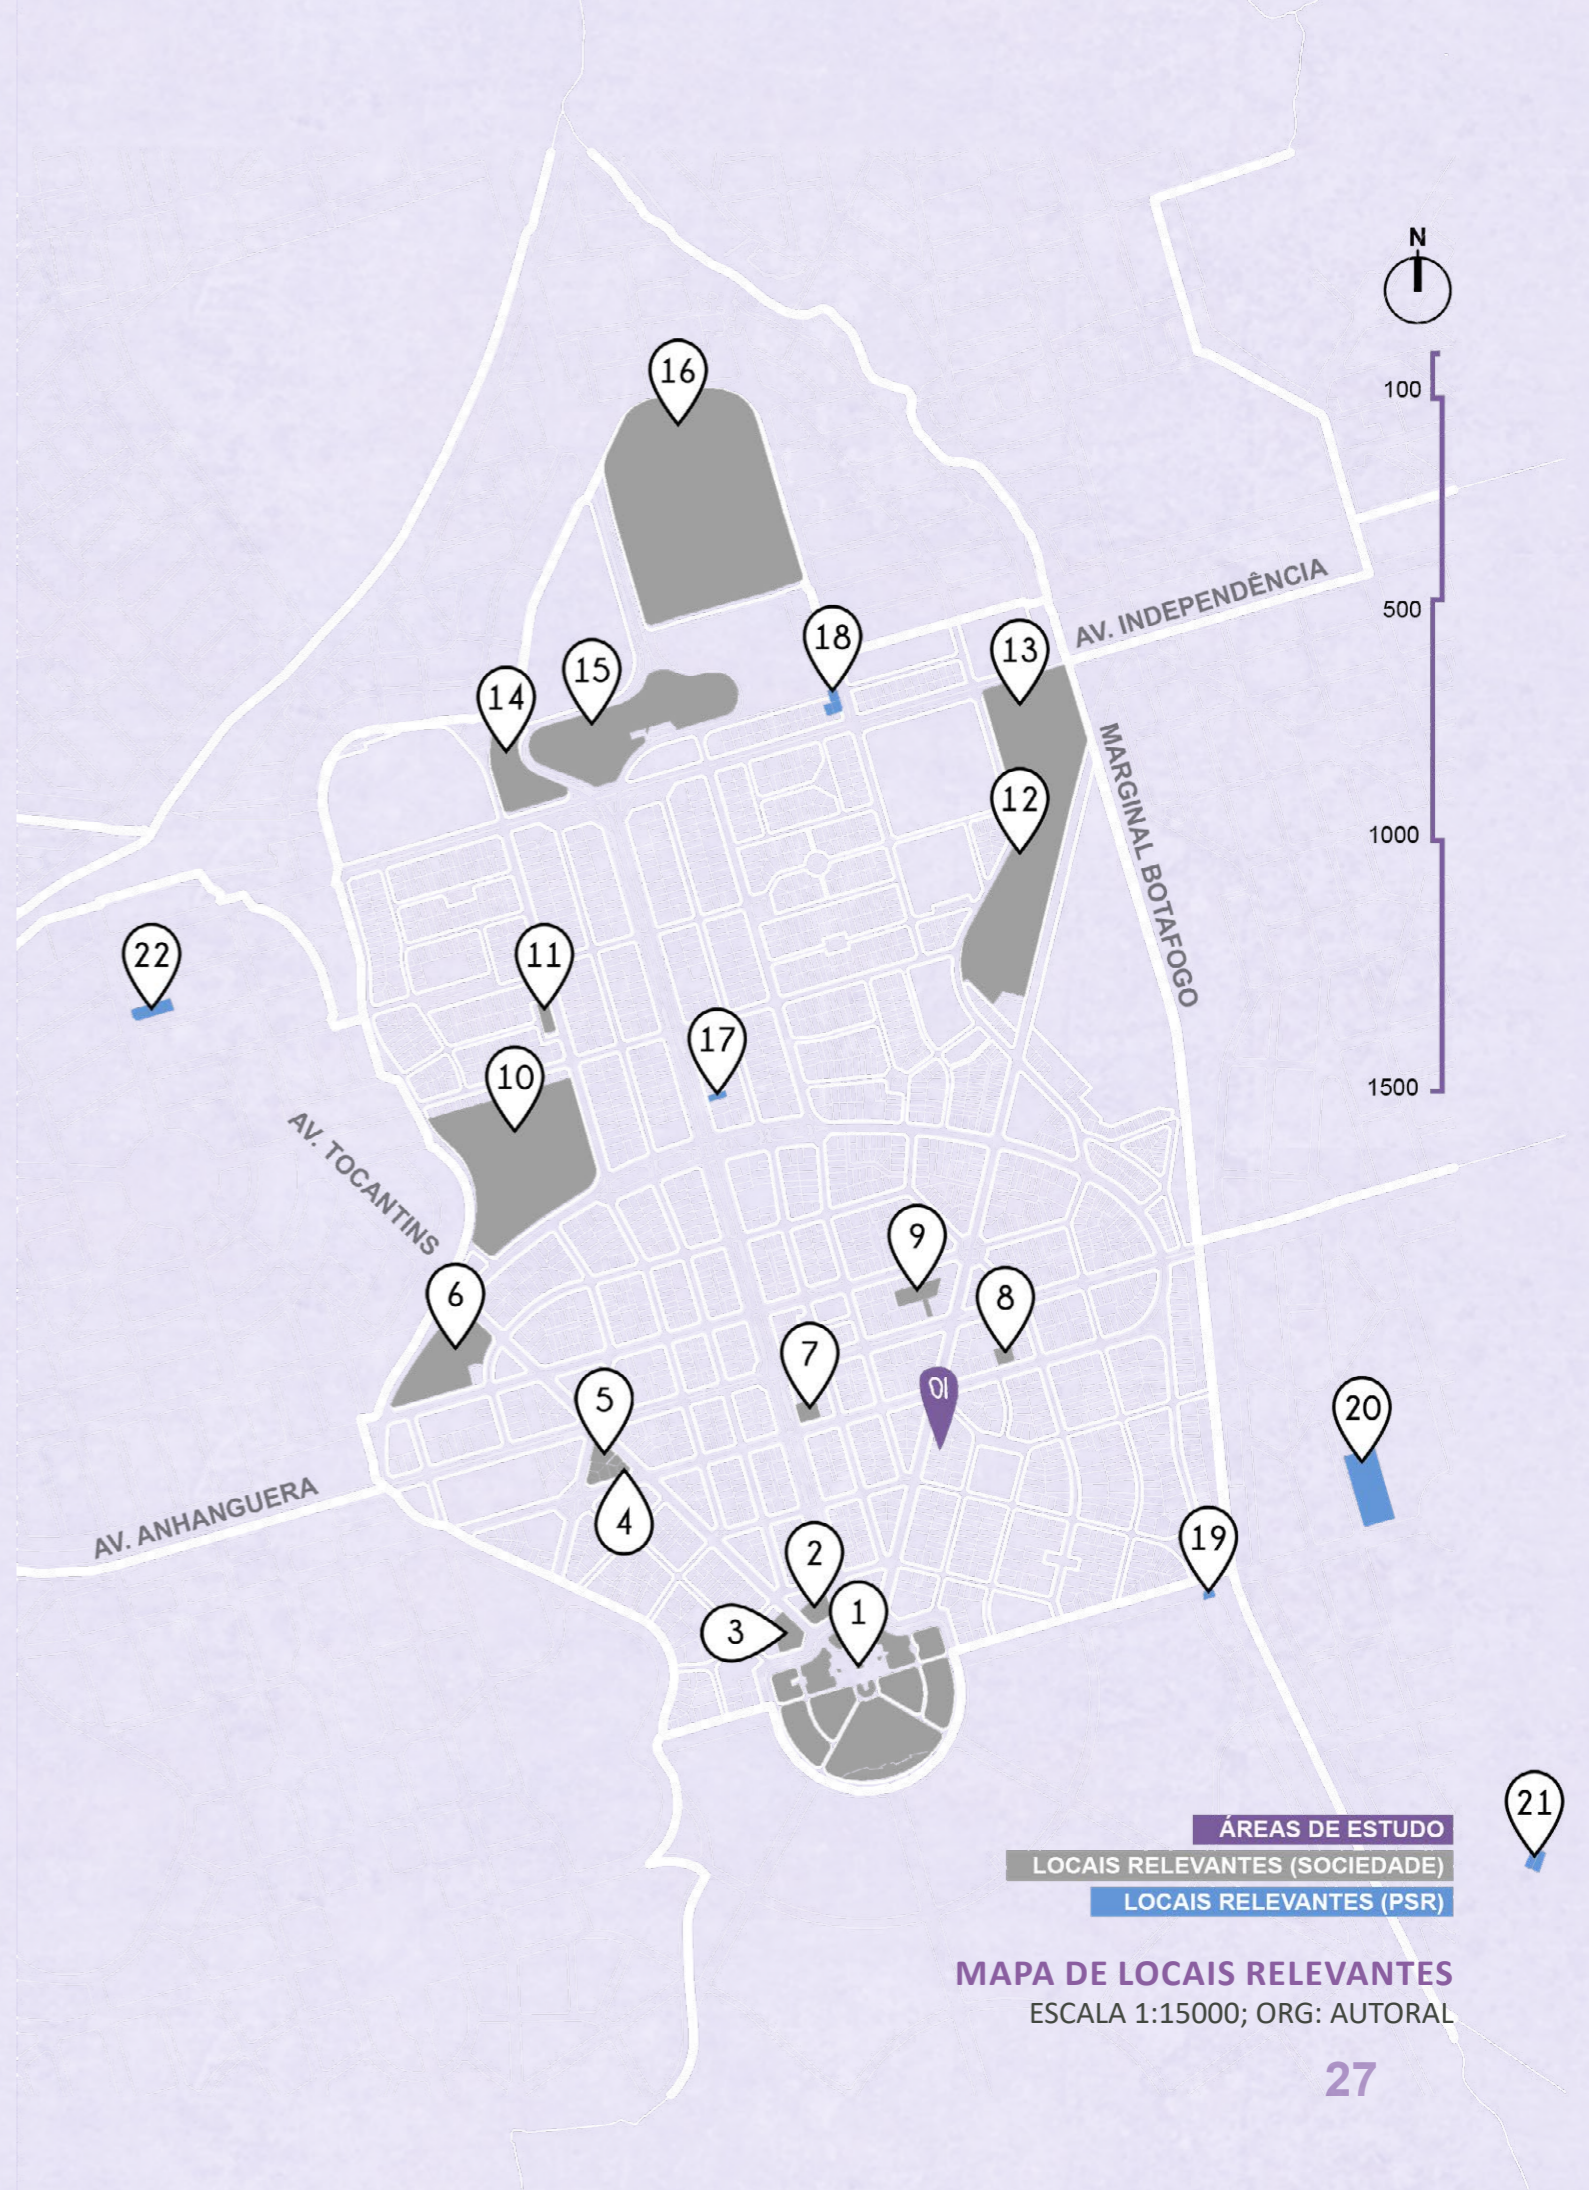 N
16
100
AV. INDEPENDÊNCIA
500
18
13
15
14
MARGINAL BOTAFOGO
12
1000
22
11
17
10
1500
AV. TOCANTINS
9
6
8
7
01
5
20
AV. ANHANGUERA
4
19
2
1
3
21
ÁREAS DE ESTUDO
LOCAIS RELEVANTES (SOCIEDADE)
LOCAIS RELEVANTES (PSR)
MAPA DE LOCAIS RELEVANTES
ESCALA 1:15000; ORG: AUTORAL
27